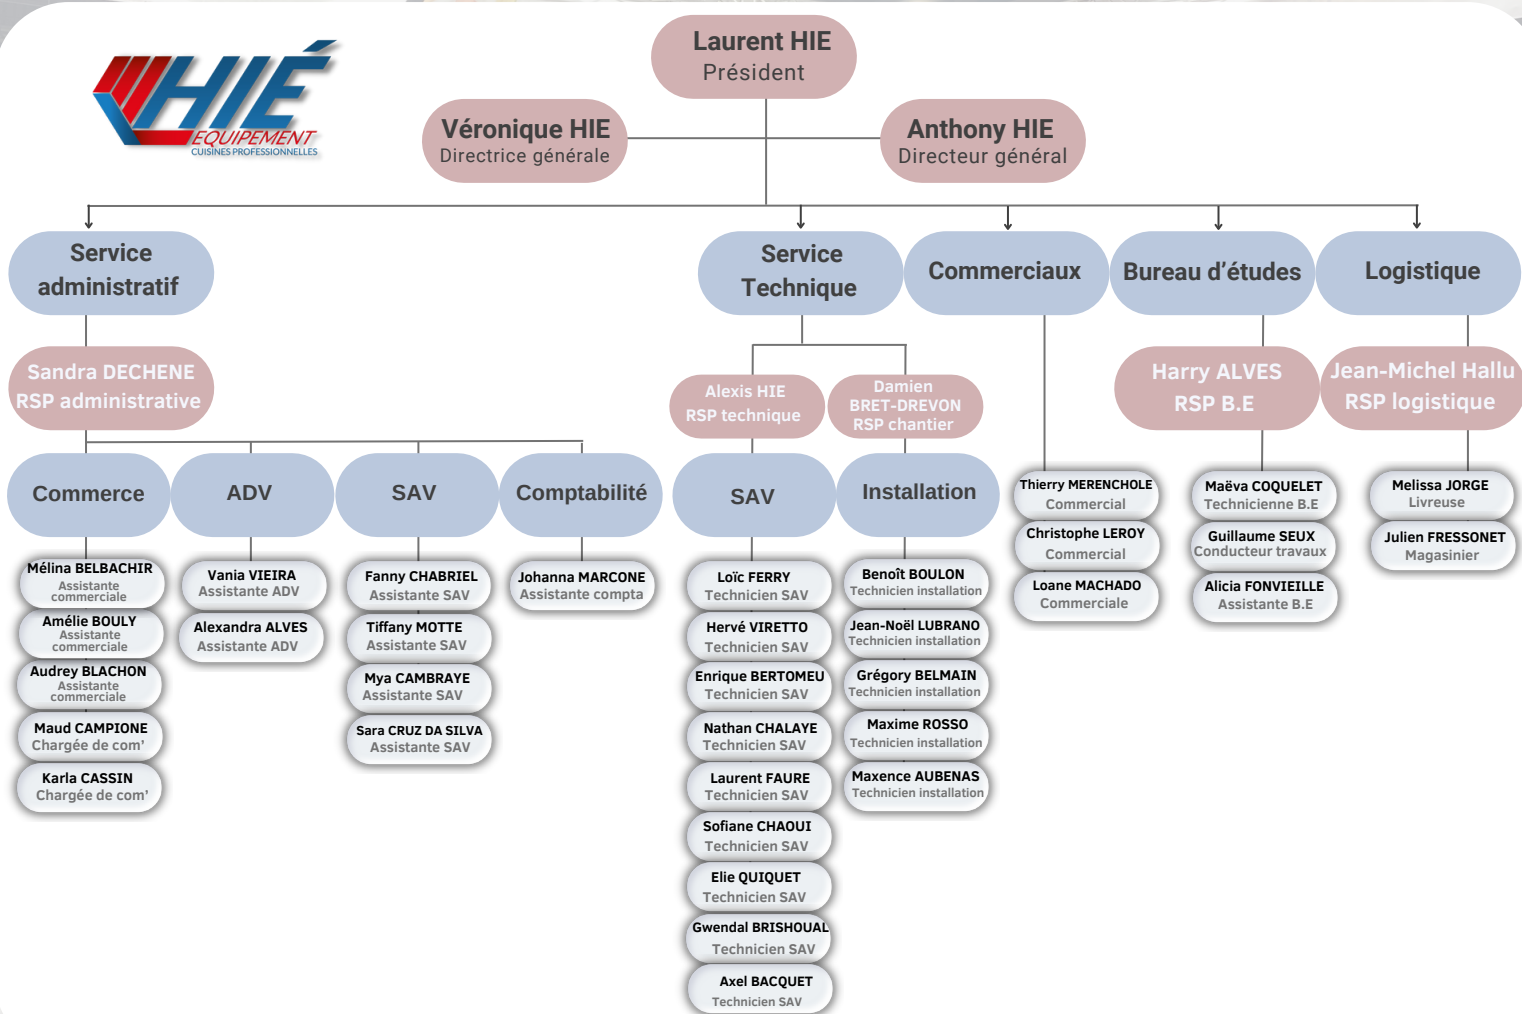 Laurent HIE
Président
HIÉ
EQUIPEMENT
CUISINES PROFESSIONNELLES
Véronique HIE
Directrice générale
Anthony HIE
Directeur général
Service
administratif
Service
Technique
Commerciaux
Bureau d’études
Logistique
Sandra DECHENE
RSP administrative
Alexis HIE
RSP technique
Damien
BRET-DREVON
RSP chantier
Harry ALVES
RSP B.E
Jean-Michel Hallu
RSP logistique
Commerce
ADV
SAV
Comptabilité
SAV
Installation
Mélina BELBACHIR
Assistante
commerciale
Amélie BOULY
Assistante
commerciale
Audrey BLACHON
Assistante
commerciale
Maud CAMPIONE
Chargée de com’
Karla CASSIN
Chargée de com’
Vania VIEIRA
Assistante ADV
Alexandra ALVES
Assistante ADV
Fanny CHABRIEL
Assistante SAV
Tiffany MOTTE
Assistante SAV
Mya CAMBRAYE
Assistante SAV
Sara CRUZ DA SILVA
Assistante SAV
Johanna MARCONE
Assistante compta
Loïc FERRY
Technicien SAV
Hervé VIRETTO
Technicien SAV
Enrique BERTOMEU
Technicien SAV
Nathan CHALAYE
Technicien SAV
Laurent FAURE
Technicien SAV
Sofiane CHAOUI
Technicien SAV
Elie QUIQUET
Technicien SAV
Gwendal BRISHOUAL
Technicien SAV
Axel BACQUET
Technicien SAV
Benoît BOULON
Technicien installation
Jean-Noël LUBRANO
Technicien installation
Grégory BELMAIN
Technicien installation
Maxime ROSSO
Technicien installation
Maxence AUBENAS
Technicien installation
Thierry MERENCHOLE
Commercial
Christophe LEROY
Commercial
Loane MACHADO
Commerciale
Maëva COQUELET
Technicienne B.E
Guillaume SEUX
Conducteur travaux
Alicia FONVIEILLE
Assistante B.E
Melissa JORGE
Livreuse
Julien FRESSONET
Magasinier